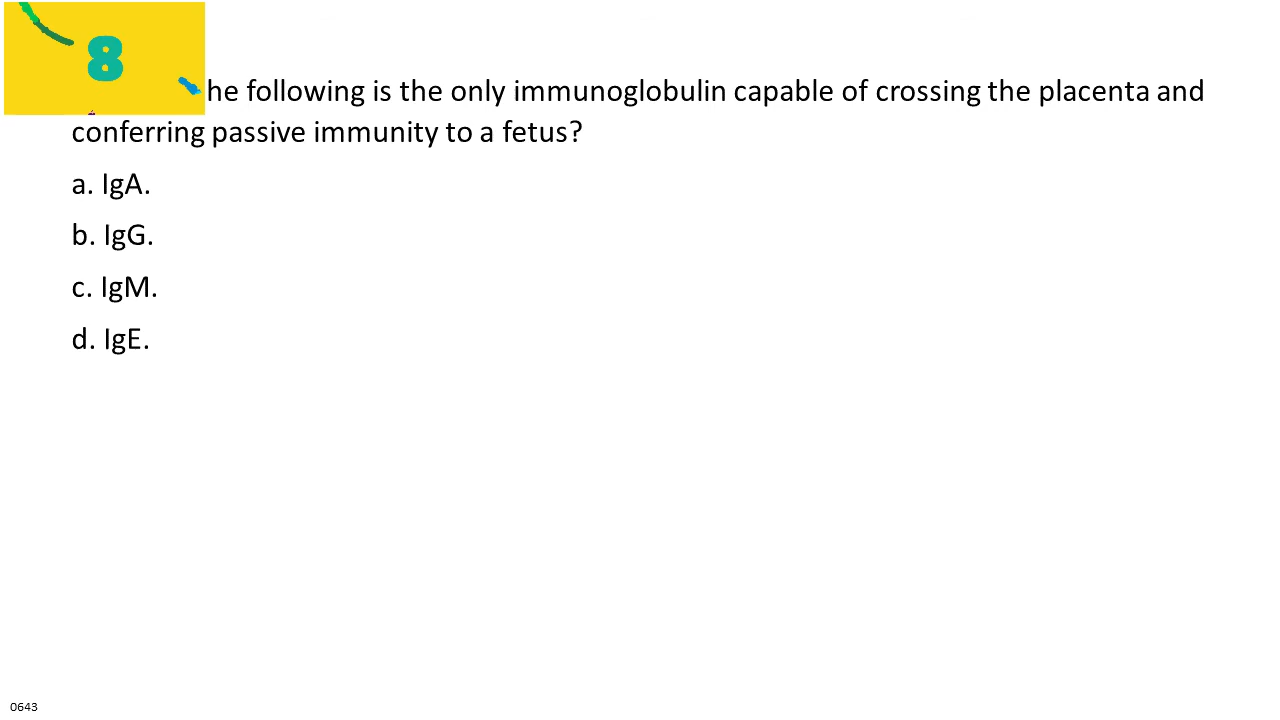 8
he following is the only immunoglobulin capable of crossing the placenta and
conferring passive immunity to a fetus?
a. IgA.
b. IgG.
c. IgM.
d. IgE.
0643